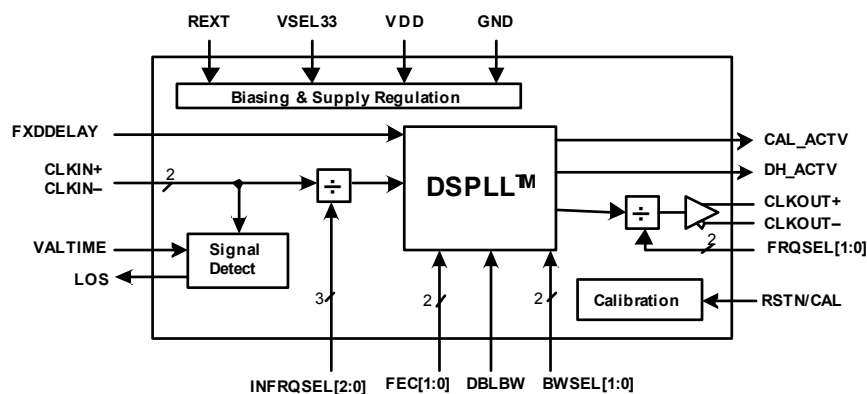 REXT VSEL33 VDD GND
Biasing & Supply Regulation
FXDDELAY
CAL_ACTV
DSPLL™
DH_ACTV
CLKIN+
CLKIN–
2
÷
÷
CLKOUT+
CLKOUT–
2
FRQSEL[1:0]
VALTIME
LOS
Signal
Detect
3
2
2
Calibration
RSTN/CAL
INFRQSEL[2:0] FEC[1:0] DBLBW BWSEL[1:0]